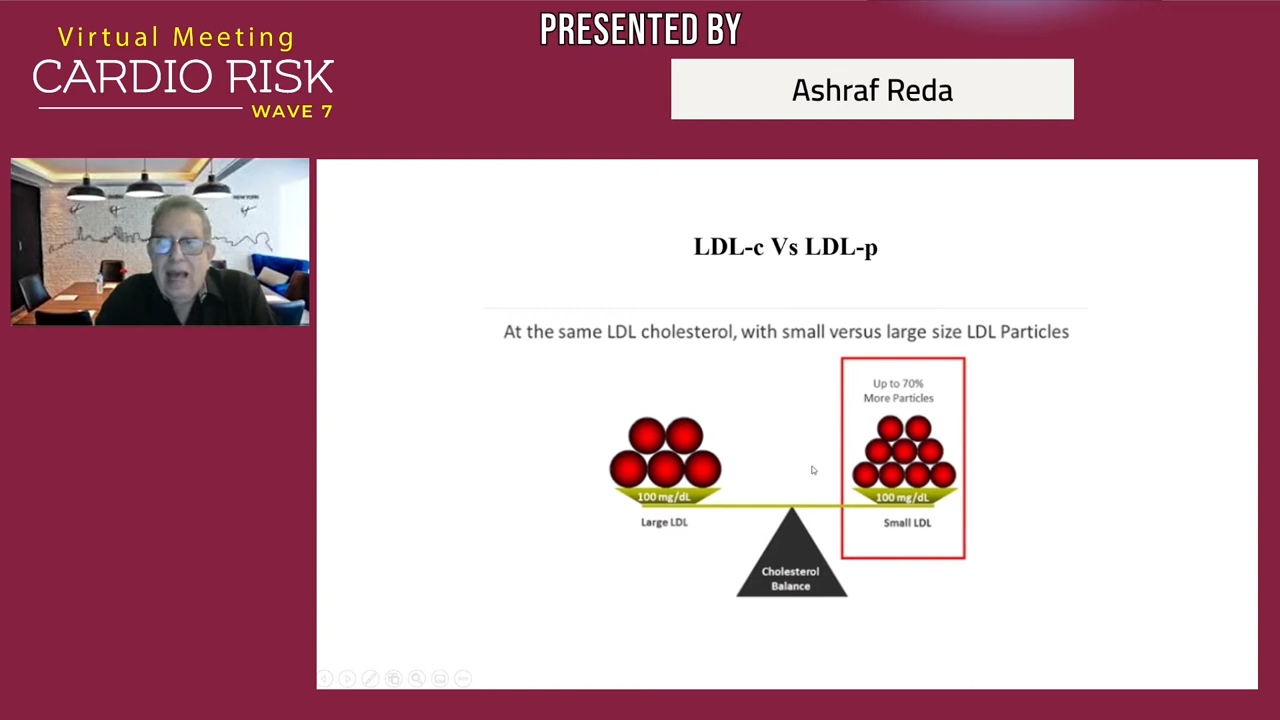 Virtual Meeting
CARDIO RISK
WAVE 7
PRESENTED BY
Ashraf Reda
LDL-c Vs LDL-p
At the same LDL cholesterol, with small versus large size LDL Particles
Up to 70%
More Particles
100 mg/dL
Large LDL
100 mg/dL
Small LDL
Cholesterol
Balance